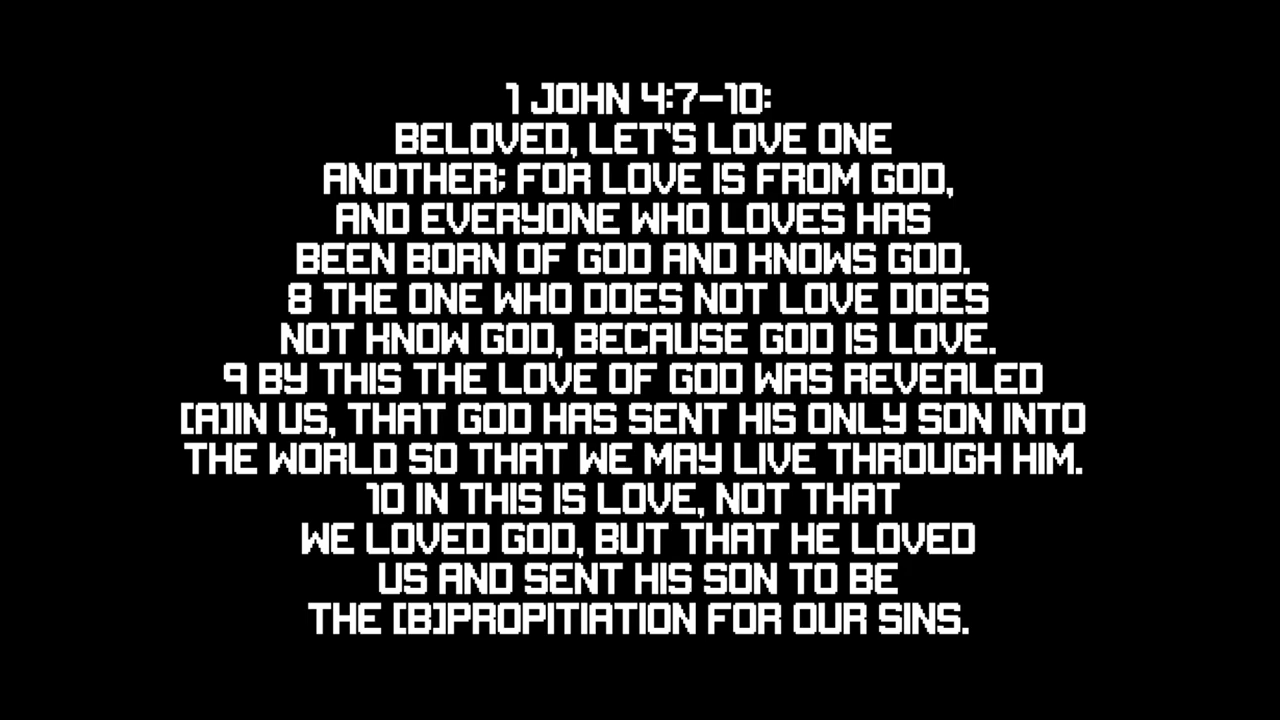 1 JOHN 4:7-10:
BELOVED, LET'S LOVE ONE
ANOTHER; FOR LOVE IS FROM GOD,
AND EVERYONE WHO LOVES HAS
BEEN BORN OF GOD AND KNOWS GOD.
8 THE ONE WHO DOES NOT LOVE DOES
NOT KNOW GOD, BECAUSE GOD IS LOVE.
9 BY THIS THE LOVE OF GOD WAS REVEALED
[A]IN US, THAT GOD HAS SENT HIS ONLY SON INTO
THE WORLD SO THAT WE MAY LIVE THROUGH HIM.
10 IN THIS IS LOVE, NOT THAT
WE LOVED GOD, BUT THAT HE LOVED
US AND SENT HIS SON TO BE
THE [B]PROPITIATION FOR OUR SINS.